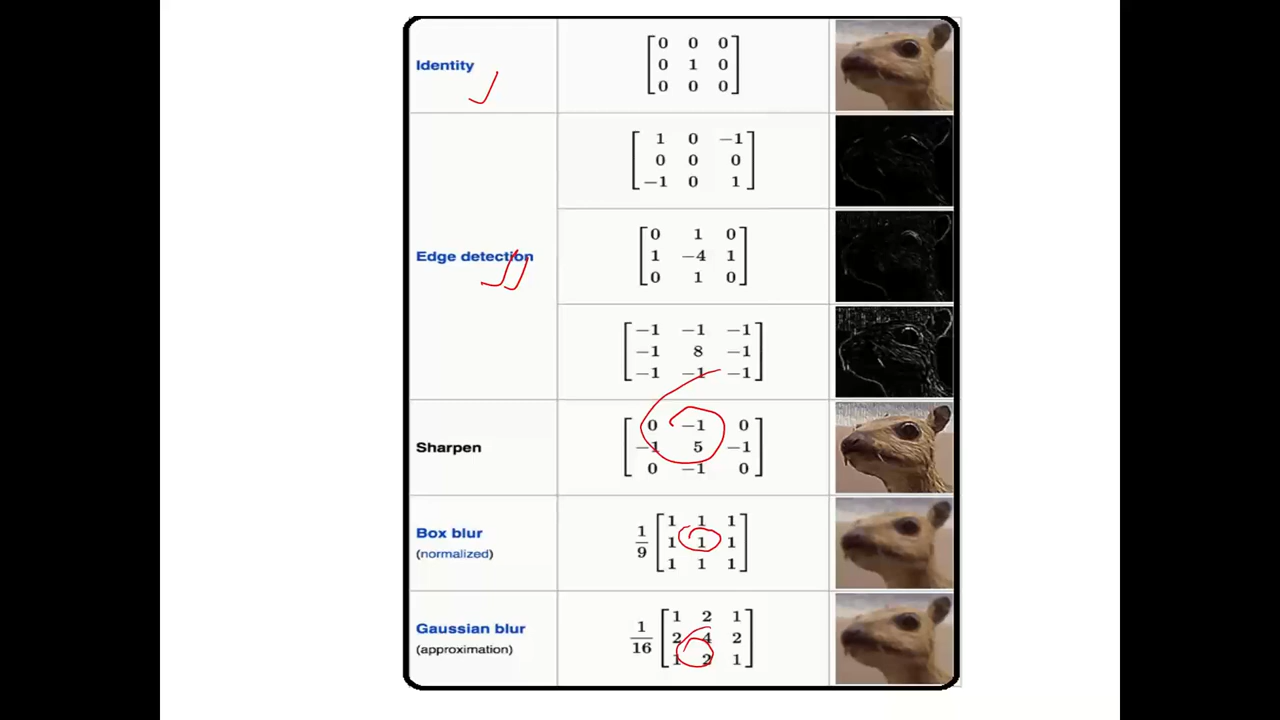 Identity
0 0 0
0 1 0
0 0 0
Edge detection
1 0 −1
0 0 0
−1 0 1
0 1 0
1 −4 1
0 1 0
−1 −1 −1
−1 8 −1
−1 −1 −1
Sharpen
0 −1 0
−1 5 −1
0 −1 0
Box blur
(normalized)
1
9
1 1 1
1 1 1
1 1 1
Gaussian blur
(approximation)
1
16
1 2 1
2 4 2
1 2 1